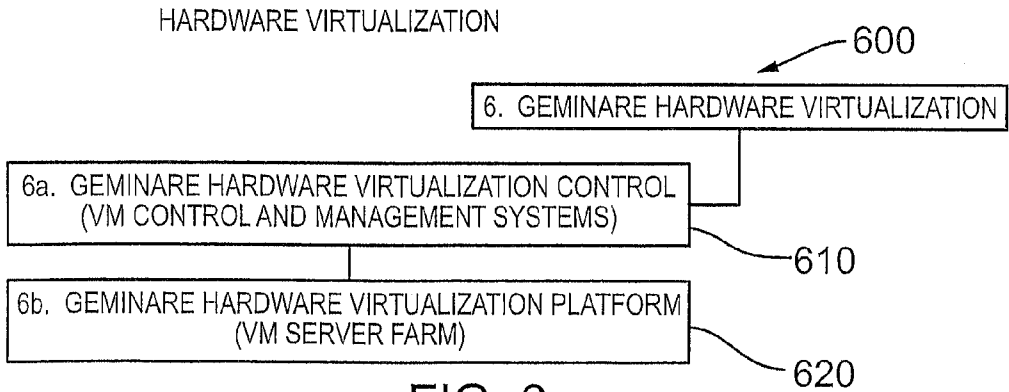 HARDWARE VIRTUALIZATION
600
6. GEMINARE HARDWARE VIRTUALIZATION
6a. GEMINARE HARDWARE VIRTUALIZATION CONTROL
(VM CONTROL AND MANAGEMENT SYSTEMS)
610
6b. GEMINARE HARDWARE VIRTUALIZATION PLATFORM
(VM SERVER FARM)
620